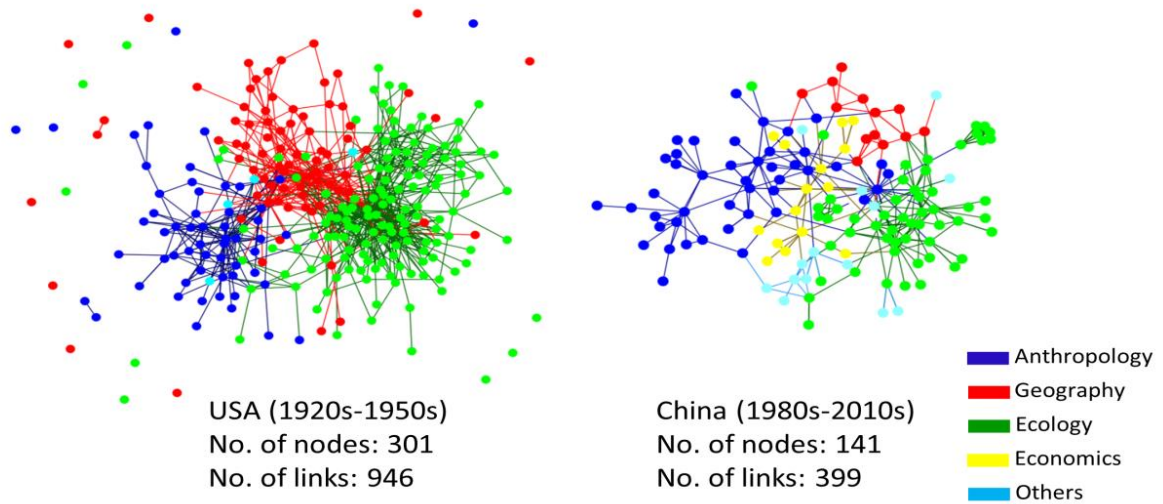 USA (1920s-1950s)
No. of nodes: 301
No. of links: 946
China (1980s-2010s)
No. of nodes: 141
No. of links: 399
Anthropology
Geography
Ecology
Economics
Others